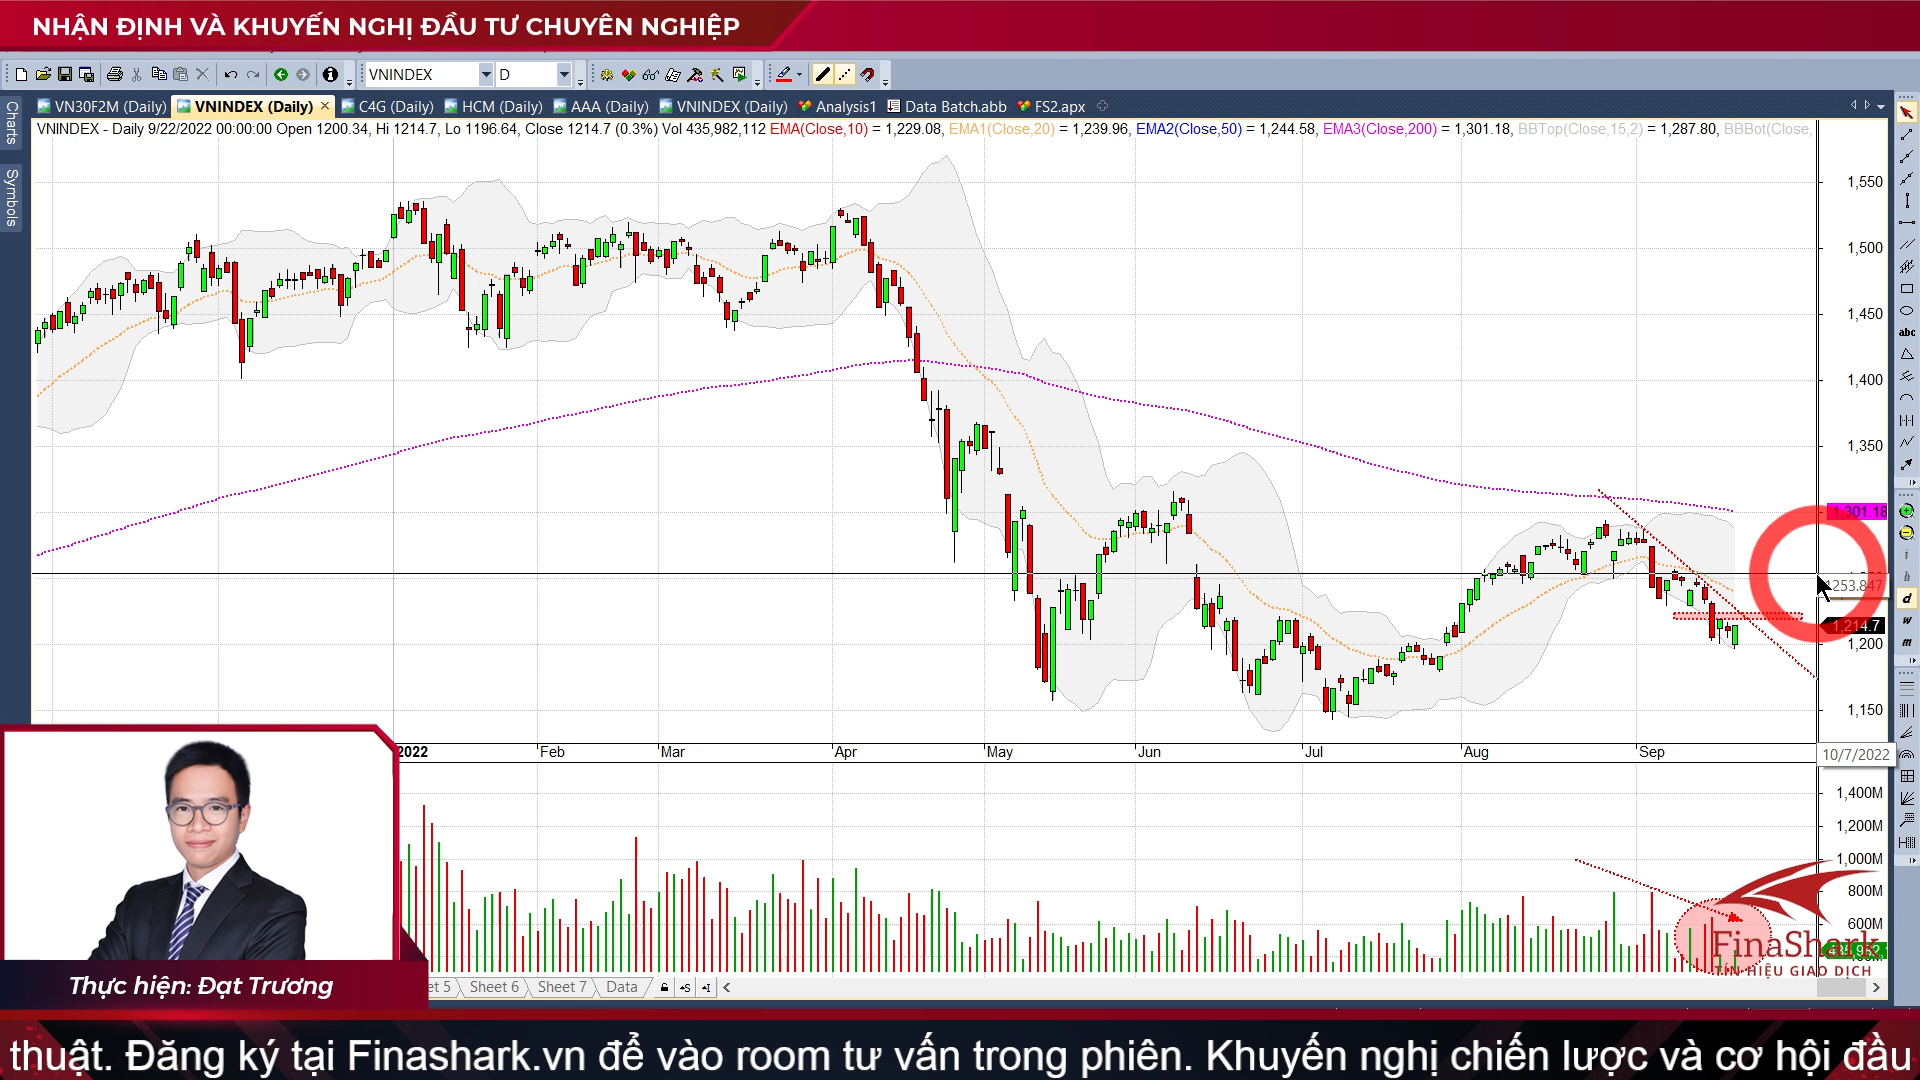 NHẬN ĐỊNH VÀ KHUYẾN NGHỊ ĐẦU TƯ CHUYÊN NGHIỆP
VNINDEX D
Charts
Symbols
VN30F2M (Daily) VNINDEX (Daily) C4G (Daily) HCM (Daily) AAA (Daily) VNINDEX (Daily) Analysis1 Data Batch.abb FS2.apx
VNINDEX - Daily 9/22/2022 00:00:00 Open 1200.34, Hi 1214.7, Lo 1196.64, Close 1214.7 (0.3%) Vol 435,982,112 EMA(Close,10) = 1,229.08, EMA1(Close,20) = 1,239.96, EMA2(Close,50) = 1,244.58, EMA3(Close,200) = 1,301.18, BBTop(Close,15,2) = 1,287.80, BBBot(Close,
1,550
1,500
1,450
1,400
1,350
1,301.18
1253.847
1,214.7
1,200
1,150
abc
d
w
m
2022 Feb Mar Apr May Jun Jul Aug Sep 10/7/2022
1,400M
1,200M
1,000M
800M
600M
FinaShark
TÍN HIỆU GIAO DỊCH
et 5 Sheet 6 Sheet 7 Data
Thực hiện: Đạt Trương
thuật. Đăng ký tại Finashark.vn để vào room tư vấn trong phiên. Khuyến nghị chiến lược và cơ hội đầu